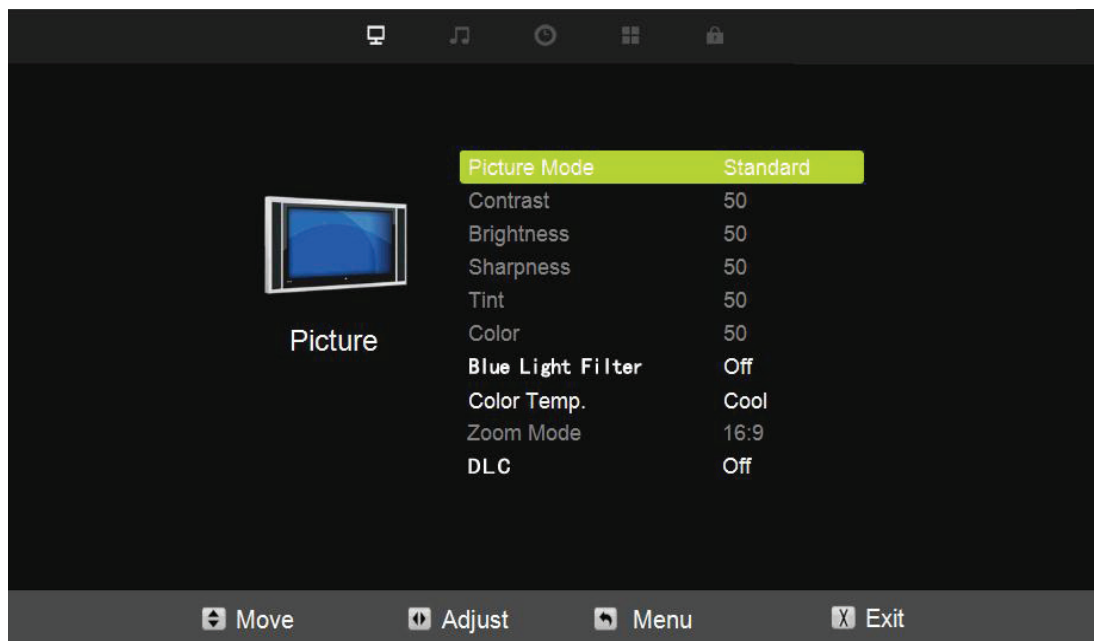 Picture Mode Standard
Contrast 50
Brightness 50
Sharpness 50
Tint 50
Color 50
Blue Light Filter Off
Color Temp. Cool
Zoom Mode 16:9
DLC Off
Picture
Move Adjust Menu X Exit